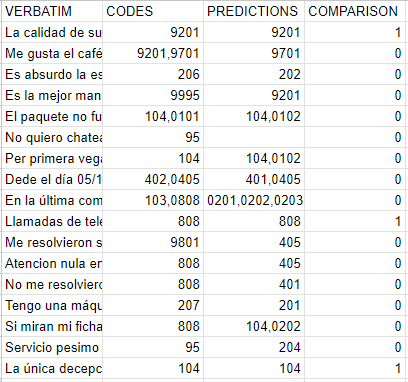 VERBATIM CODES PREDICTIONS COMPARISON
La calidad de su 9201 9201 1
Me gusta el café 9201,9701 9701 0
Es absurdo la es 206 202 0
Es la mejor man 9995 9201 0
El paquete no fu 104,0101 104,0102 0
No quiero chatea 95 0
Per primera vega 104 104,0102 0
Dede el día 05/1 402,0405 401,0405 0
En la última com 103,0808 0201,0202,0203 0
Llamadas de tele 808 808 1
Me resolvieron s 9801 405 0
Atencion nula en 808 405 0
No me resolviero 808 401 0
Tengo una máqu 207 201 0
Si miran mi ficha 808 104,0202 0
Servicio pesimo 95 204 0
La única decepc 104 104 1